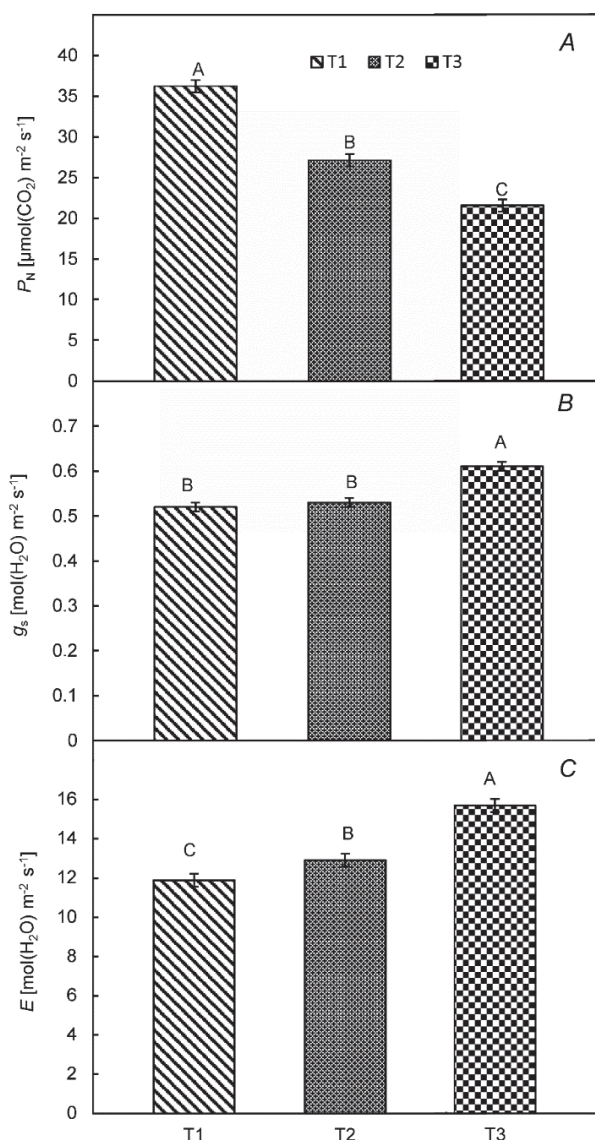 A
T1 T2 T3
40
35
30
25
20
15
10
5
0
P_N [µmol(CO₂) m⁻² s⁻¹]
A
B
C
B
0.7
0.6
0.5
0.4
0.3
0.2
0.1
0
g_s [mol(H₂O) m⁻² s⁻¹]
B
B
A
C
16
14
12
10
8
6
4
2
0
E [mol(H₂O) m⁻² s⁻¹]
C
B
A
T1 T2 T3